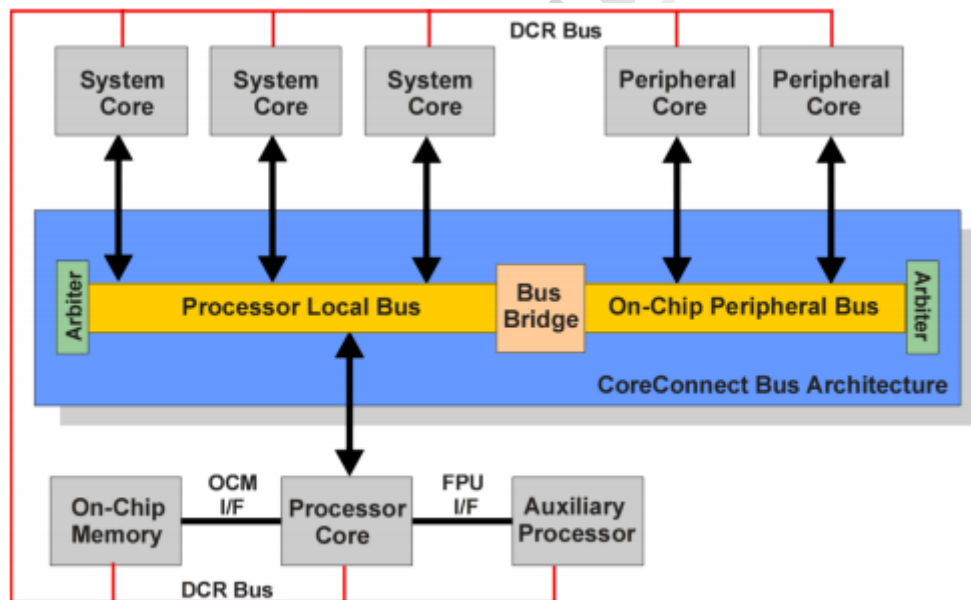 DCR Bus
System
Core
System
Core
System
Core
Peripheral
Core
Peripheral
Core
Arbiter
Processor Local Bus
Bus
Bridge
On-Chip Peripheral Bus
Arbiter
CoreConnect Bus Architecture
On-Chip
Memory
OCM
I/F
Processor
Core
FPU
I/F
Auxiliary
Processor
DCR Bus